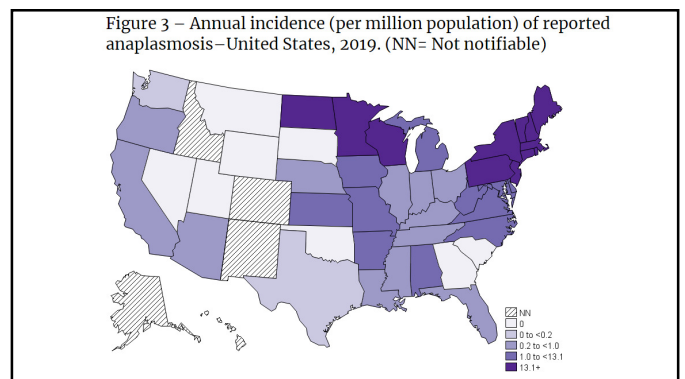 Figure 3 – Annual incidence (per million population) of reported
anaplasmosis–United States, 2019. (NN= Not notifiable)
NN
0
0 to <0.2
0.2 to <1.0
1.0 to <13.1
13.1+